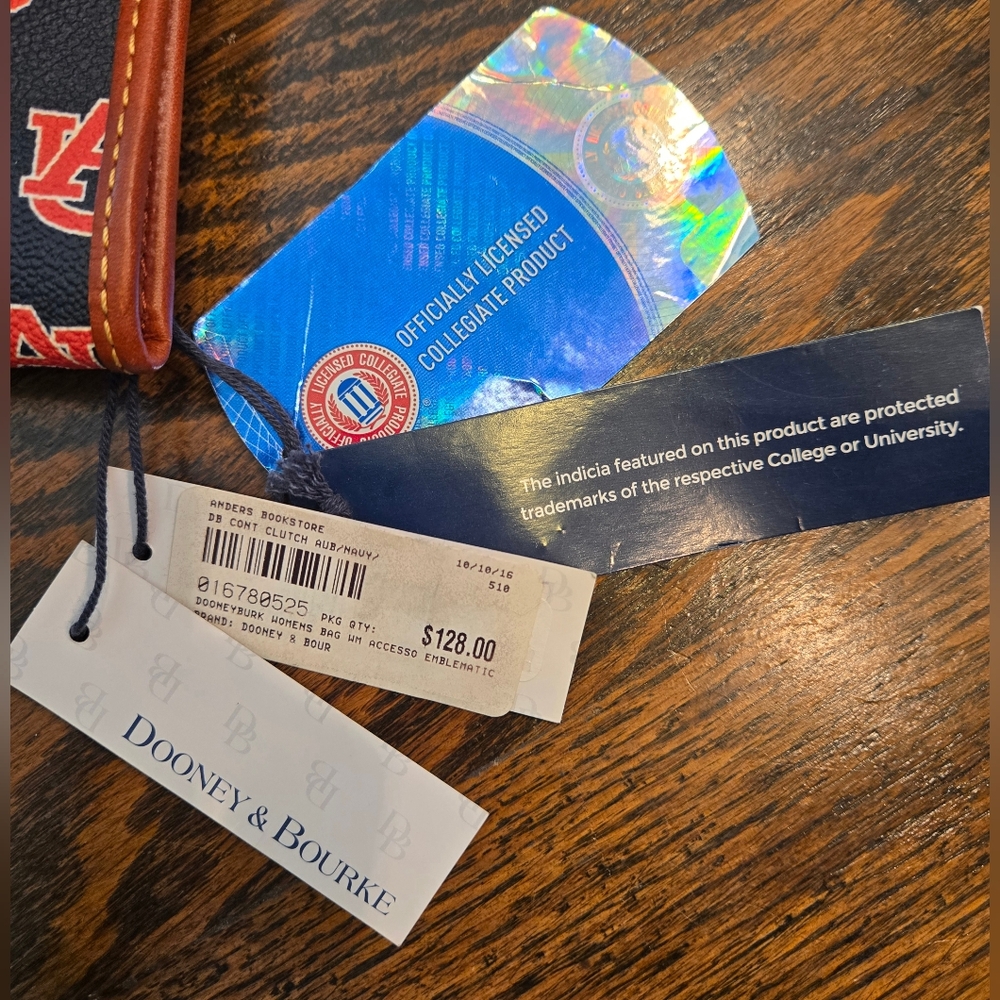 OFFICIALLY LICENSED
COLLEGIATE PRODUCT
OFFICIALLY LICENSED COLLEGIATE PRODUCTS
The indicia featured on this product are protected
trademarks of the respective College or University.
ANDERS BOOKSTORE
DB CONT CLUTCH AUB/NAVY/
10/10/16
510
016780525 PKG QTY:
$128.00
DOONEYBURK WOMENS BAG WM ACCESSO EMBLEMATIC
BRAND: DOONEY & BOUR
DOONEY & BOURKE